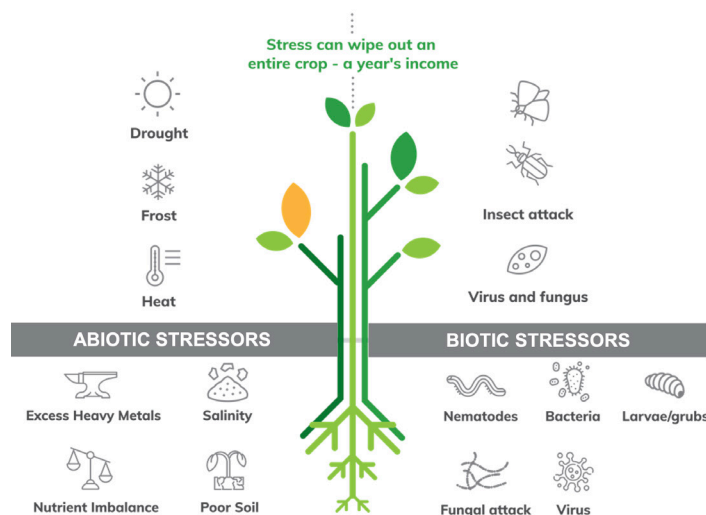 Stress can wipe out an
entire crop - a year's income
Drought
Frost
Insect attack
Heat
Virus and fungus
ABIOTIC STRESSORS
BIOTIC STRESSORS
Excess Heavy Metals
Salinity
Nematodes
Bacteria
Larvae/grubs
Nutrient Imbalance
Poor Soil
Fungal attack
Virus